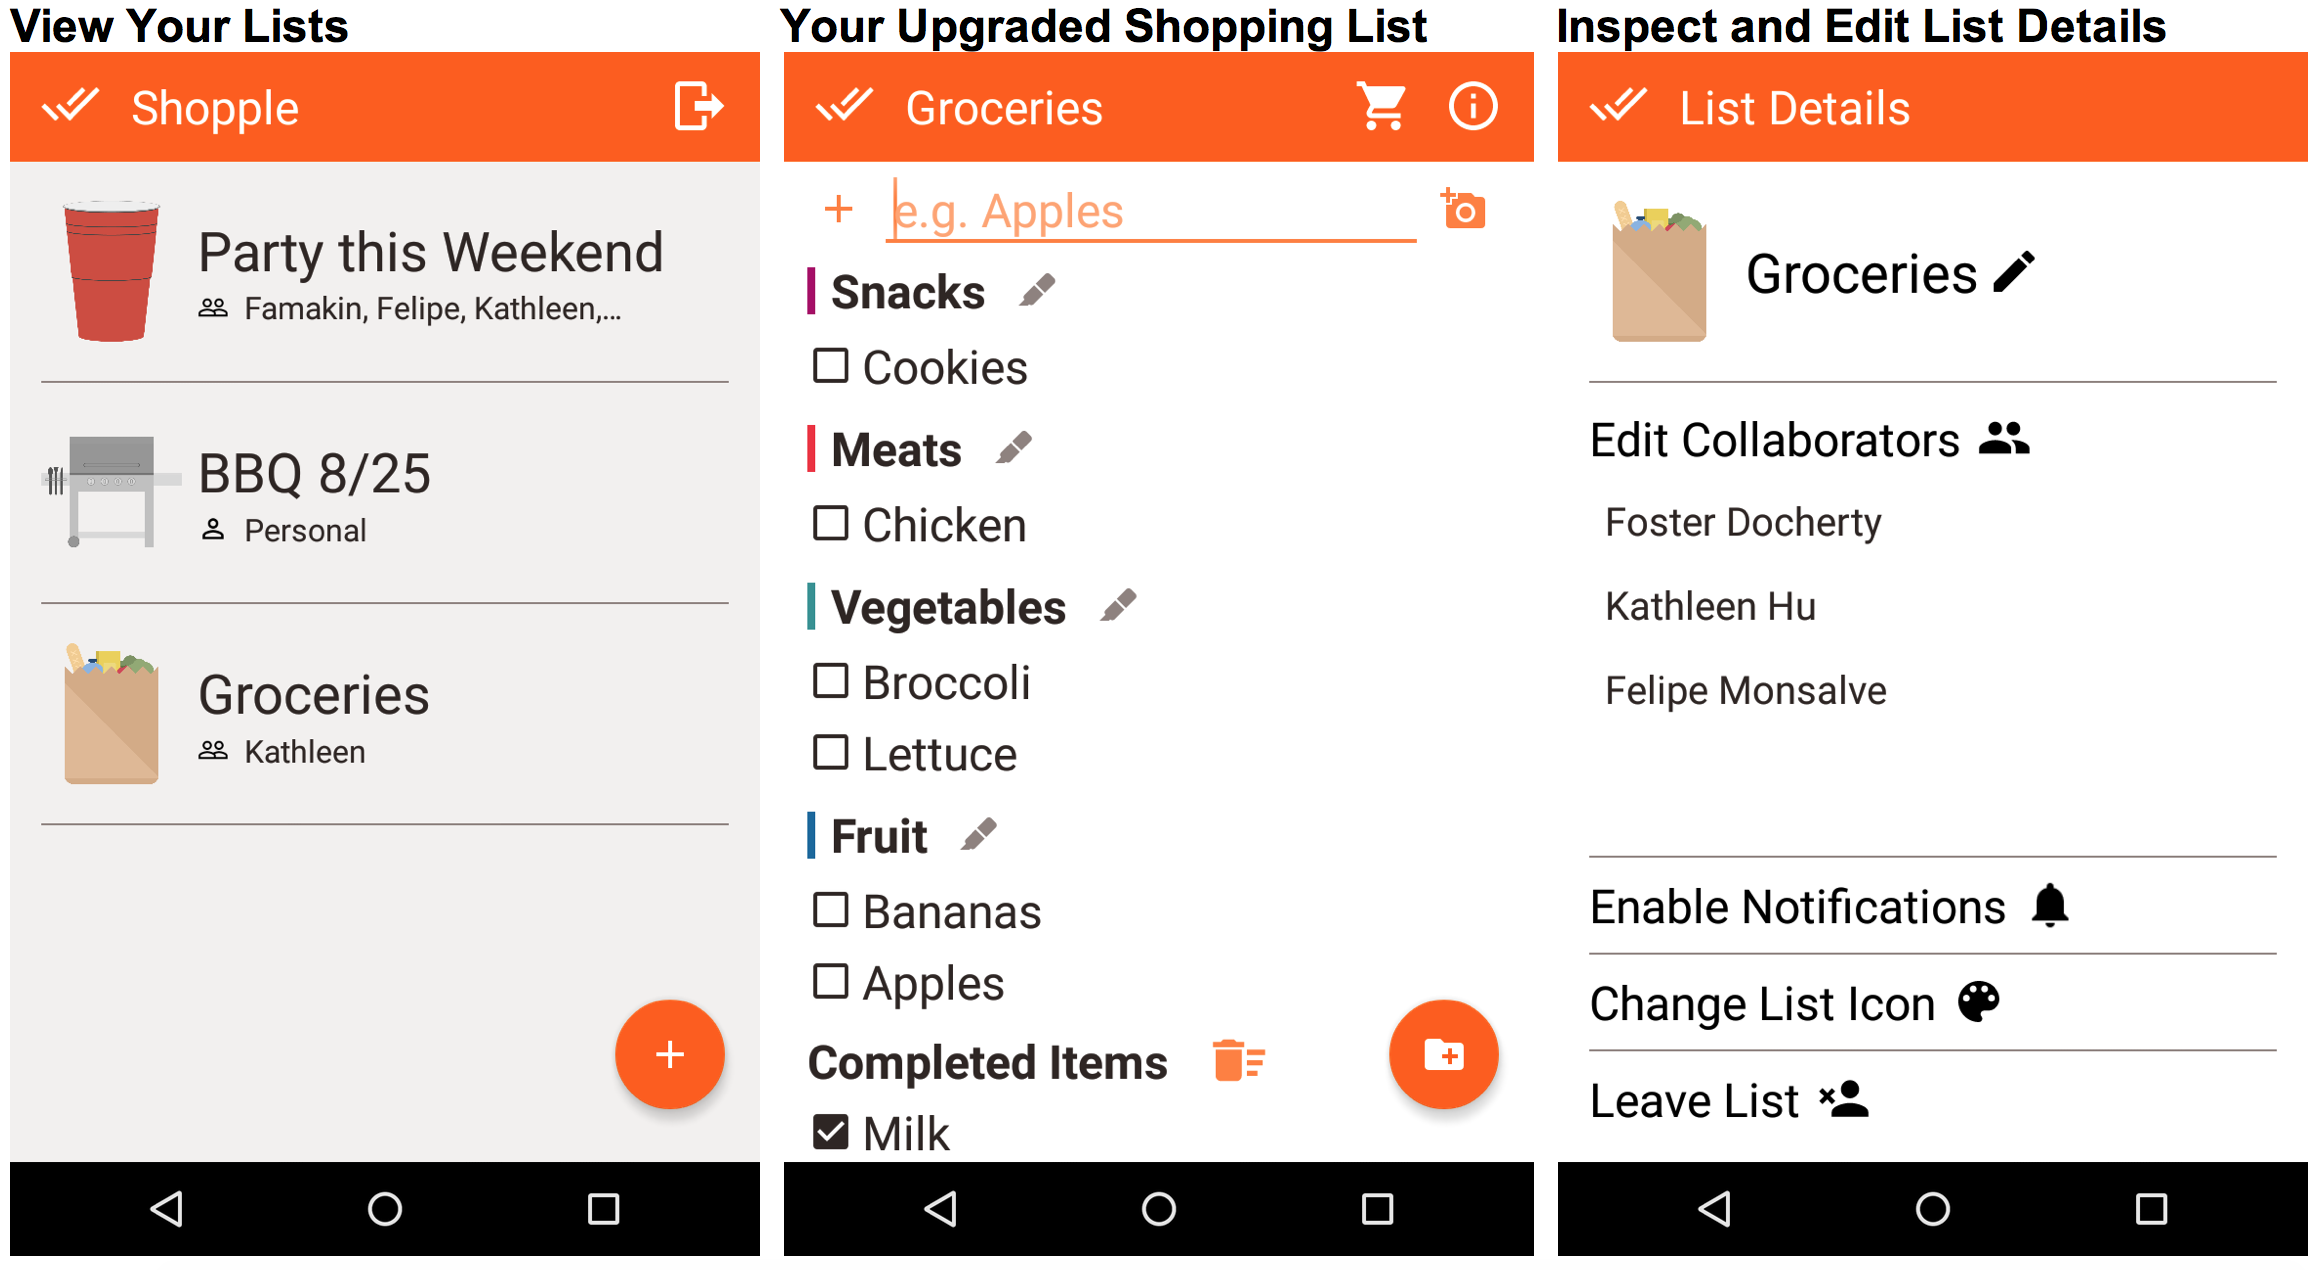 View Your Lists
Shopple
Party this Weekend
Famakin, Felipe, Kathleen,...
BBQ 8/25
Personal
Groceries
Kathleen
Your Upgraded Shopping List
Groceries
e.g. Apples
Snacks
Cookies
Meats
Chicken
Vegetables
Broccoli
Lettuce
Fruit
Bananas
Apples
Completed Items
Milk
Inspect and Edit List Details
List Details
Groceries
Edit Collaborators
Foster Docherty
Kathleen Hu
Felipe Monsalve
Enable Notifications
Change List Icon
Leave List